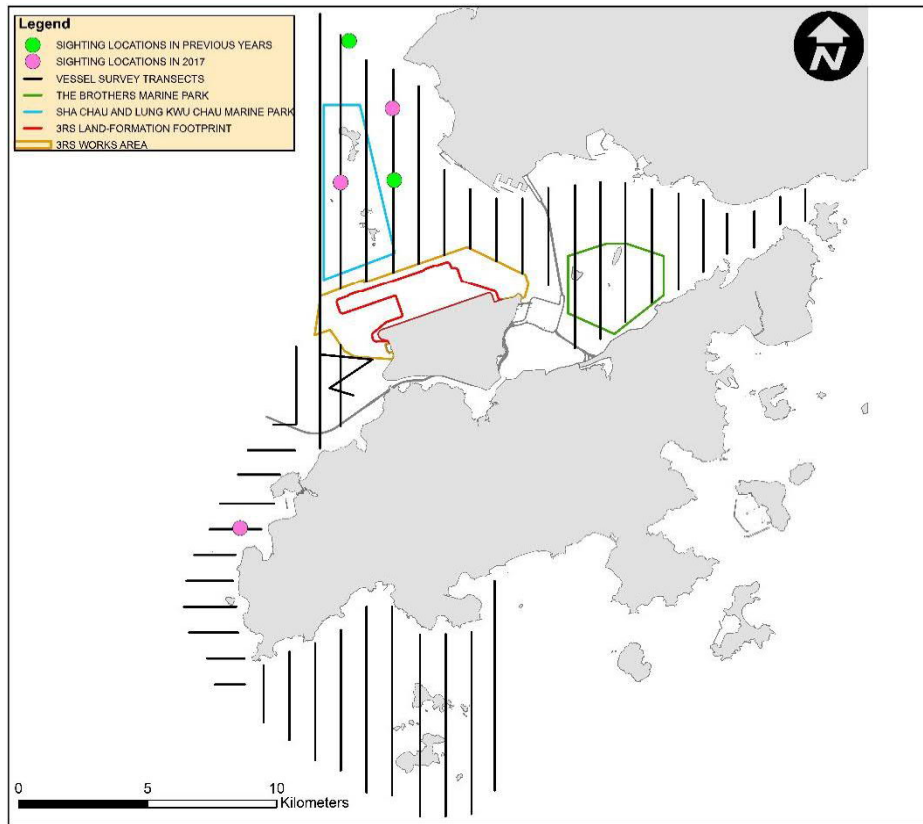 Legend
SIGHTING LOCATIONS IN PREVIOUS YEARS
SIGHTING LOCATIONS IN 2017
VESSEL SURVEY TRANSECTS
THE BROTHERS MARINE PARK
SHA CHAU AND LUNG KWU CHAU MARINE PARK
3RS LAND-FORMATION FOOTPRINT
3RS WORKS AREA
N
0 5 10
Kilometers